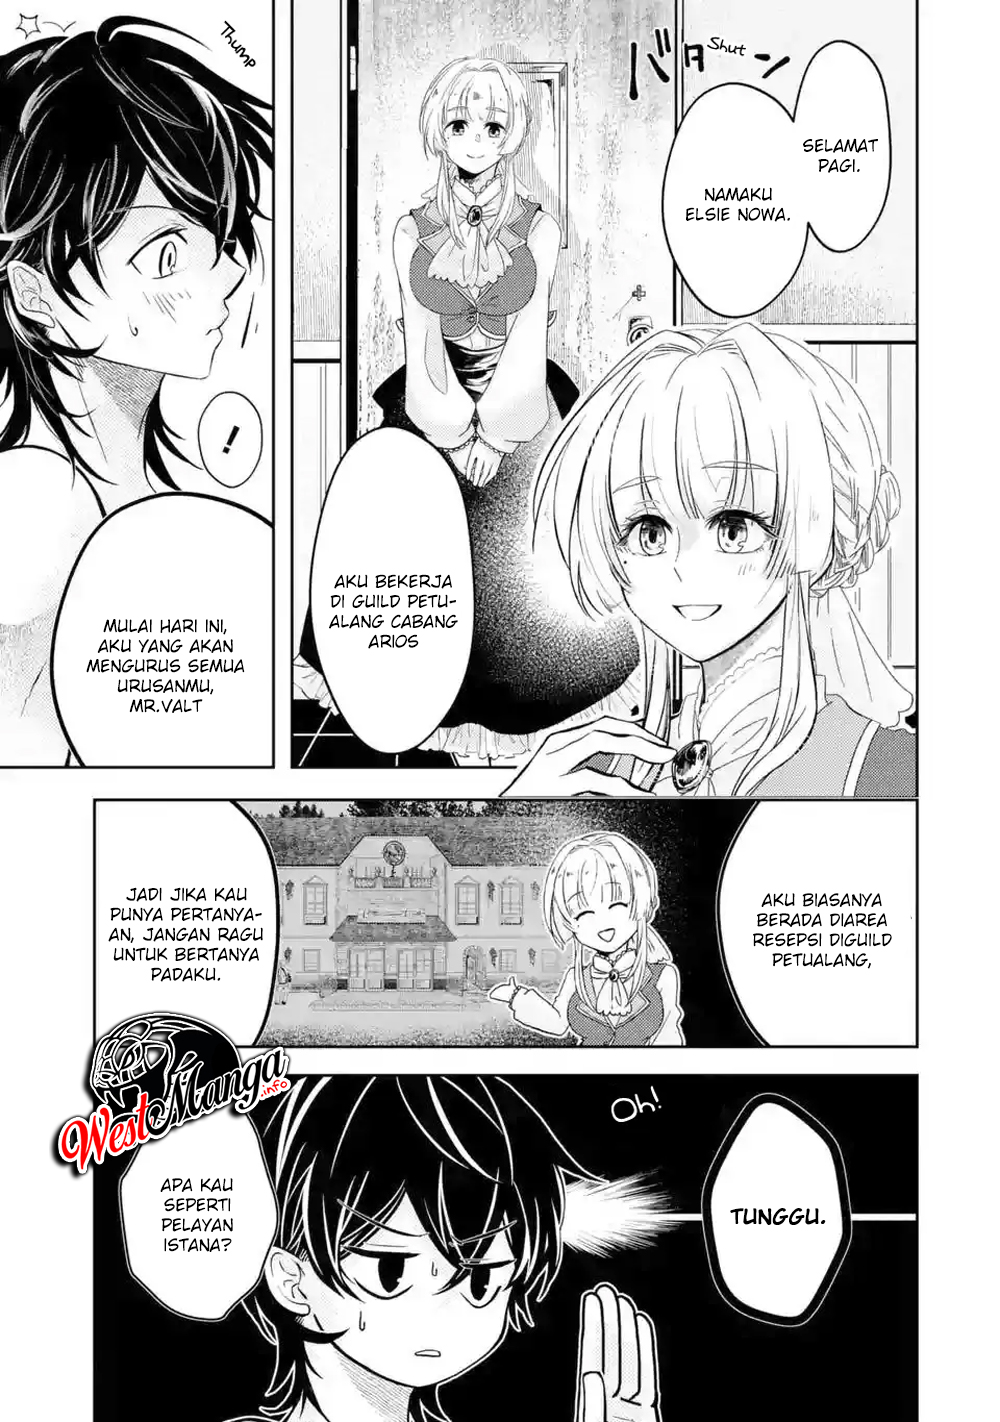 バタン
Shut
SELAMAT
PAGI.
NAMAKU
ELSIE NOWA.
AKU BEKERJA
DI GUILD PETU-
ALANG CABANG
ARIOS
Thump
!
MULAI HARI INI,
AKU YANG AKAN
MENGURUS SEMUA
URUSANMU,
MR.VALT
AKU BIASANYA
BERADA DIAREA
RESEPSI DIGUILD
PETUALANG,
JADI JIKA KAU
PUNYA PERTANYA-
AN, JANGAN RAGU
UNTUK BERTANYA
PADAKU.
WestManga
.info
Oh!
TUNGGU.
APA KAU
SEPERTI
PELAYAN
ISTANA?